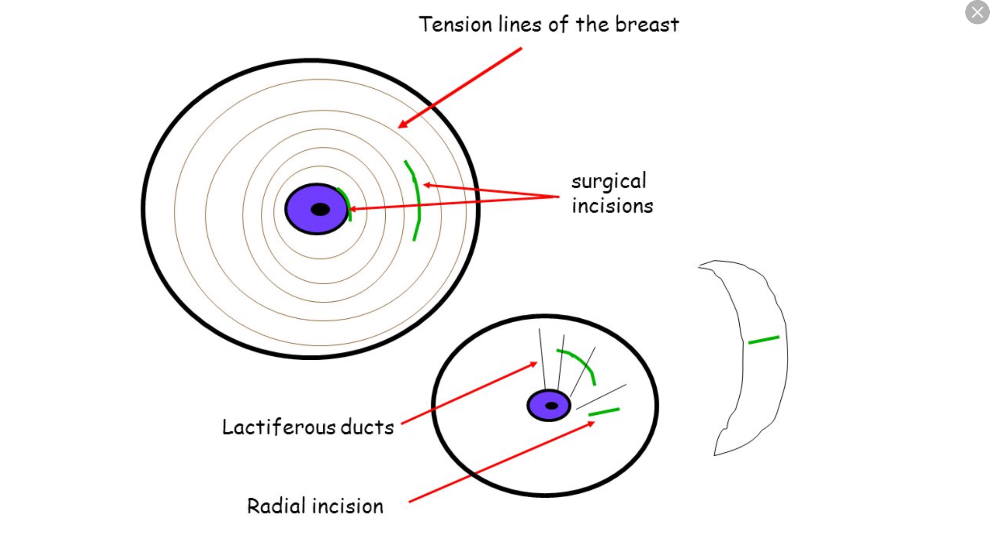 Tension lines of the breast
surgical
incisions
Lactiferous ducts
Radial incision